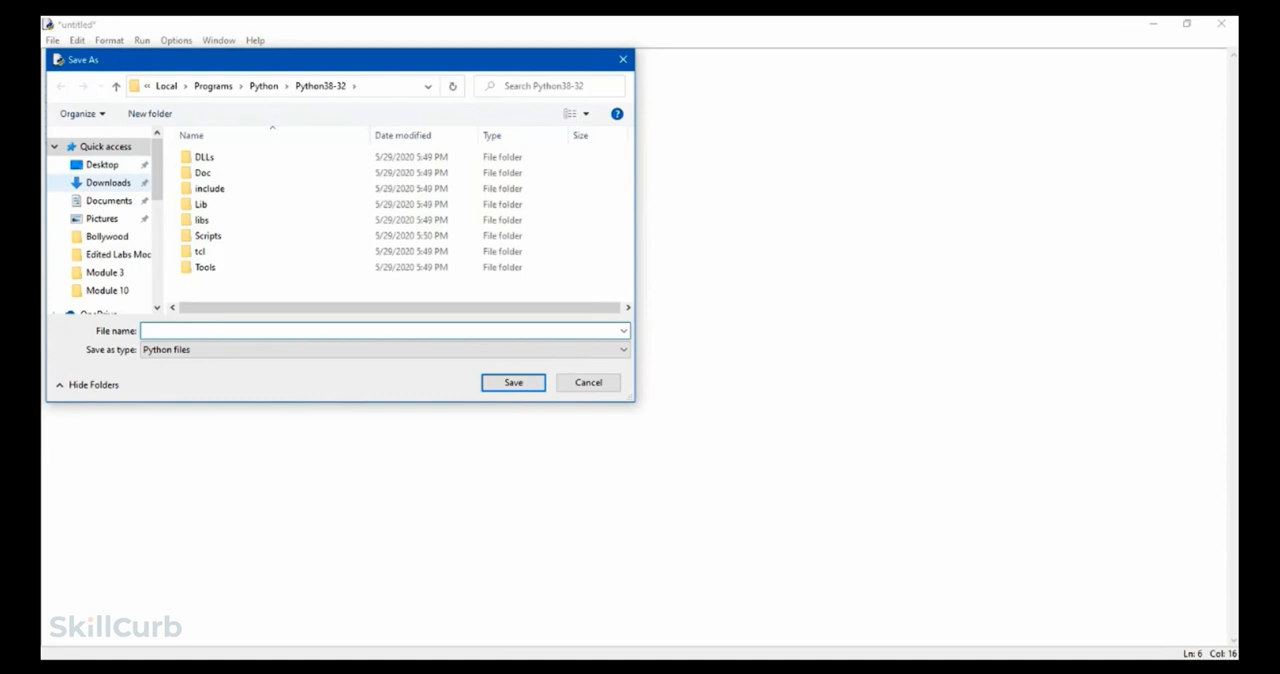 *untitled*
File Edit Format Run Options Window Help
Save As
« Local › Programs › Python › Python38-32 ›
Search Python38-32
Organize New folder
Name Date modified Type Size
Quick access
Desktop
Downloads
Documents
Pictures
Bollywood
Edited Labs Moc
Module 3
Module 10
OneDrive
DLLs 5/29/2020 5:49 PM File folder
Doc 5/29/2020 5:49 PM File folder
include 5/29/2020 5:49 PM File folder
Lib 5/29/2020 5:49 PM File folder
libs 5/29/2020 5:49 PM File folder
Scripts 5/29/2020 5:50 PM File folder
tcl 5/29/2020 5:49 PM File folder
Tools 5/29/2020 5:49 PM File folder
File name:
Save as type: Python files
Hide Folders
Save Cancel
SkillCurb
Ln: 6 Col: 16